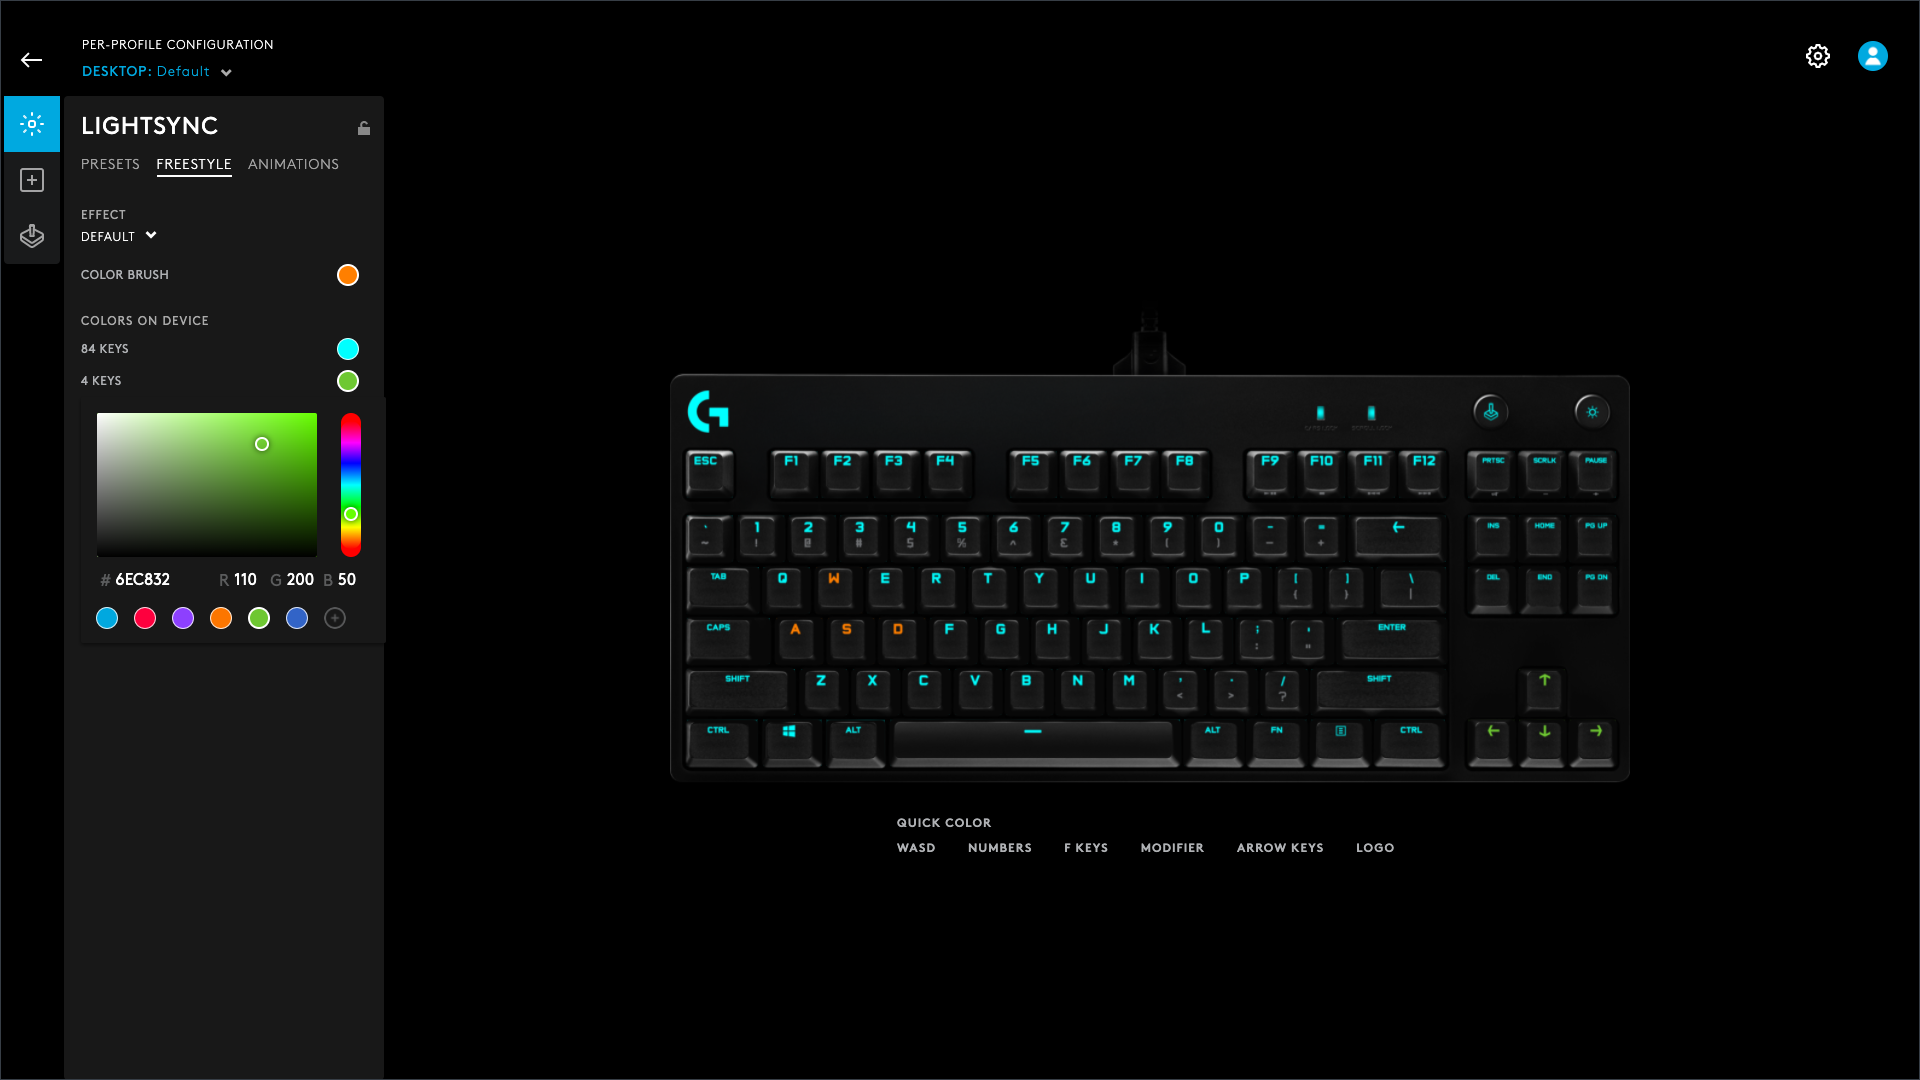 PER-PROFILE CONFIGURATION
DESKTOP: Default
LIGHTSYNC
PRESETS FREESTYLE ANIMATIONS
EFFECT
DEFAULT
COLOR BRUSH
COLORS ON DEVICE
84 KEYS
4 KEYS
# 6EC832 R 110 G 200 B 50
ESC F1 F2 F3 F4 F5 F6 F7 F8 F9 F10 F11 F12 PRTSC SCRLK PAUSE
` 1 2 3 4 5 6 7 8 9 0 - = ← INS HOME PG UP
~ ! @ # $ % ^ & * ( ) _ +
TAB Q W E R T Y U I O P [ ] \ DEL END PG DN
{ } |
CAPS A S D F G H J K L ; ' ENTER
: "
SHIFT Z X C V B N M , . / SHIFT ↑
< > ?
CTRL ALT ALT FN CTRL ← ↓ →
QUICK COLOR
WASD NUMBERS F KEYS MODIFIER ARROW KEYS LOGO